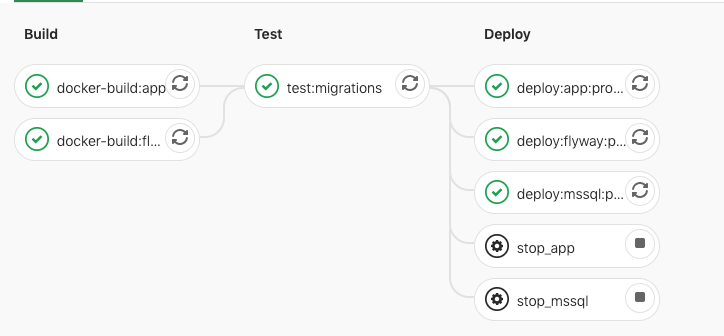 Build
docker-build:app
docker-build:fl...
Test
test:migrations
Deploy
deploy:app:pro...
deploy:flyway:p...
deploy:mssql:p...
stop_app
stop_mssql